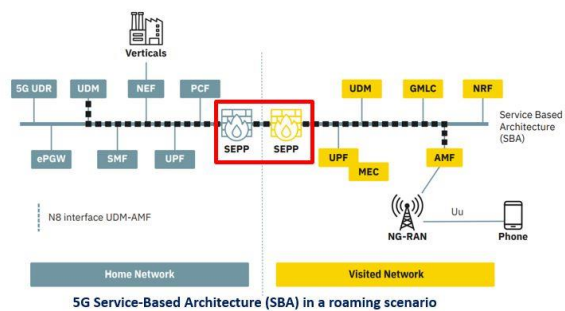 Verticals
5G UDR
UDM
NEF
PCF
UDM
GMLC
NRF
Service Based
Architecture
(SBA)
SEPP
SEPP
ePGW
SMF
UPF
UPF
MEC
AMF
N8 interface UDM-AMF
NG-RAN
Uu
Phone
Home Network
Visited Network
5G Service-Based Architecture (SBA) in a roaming scenario